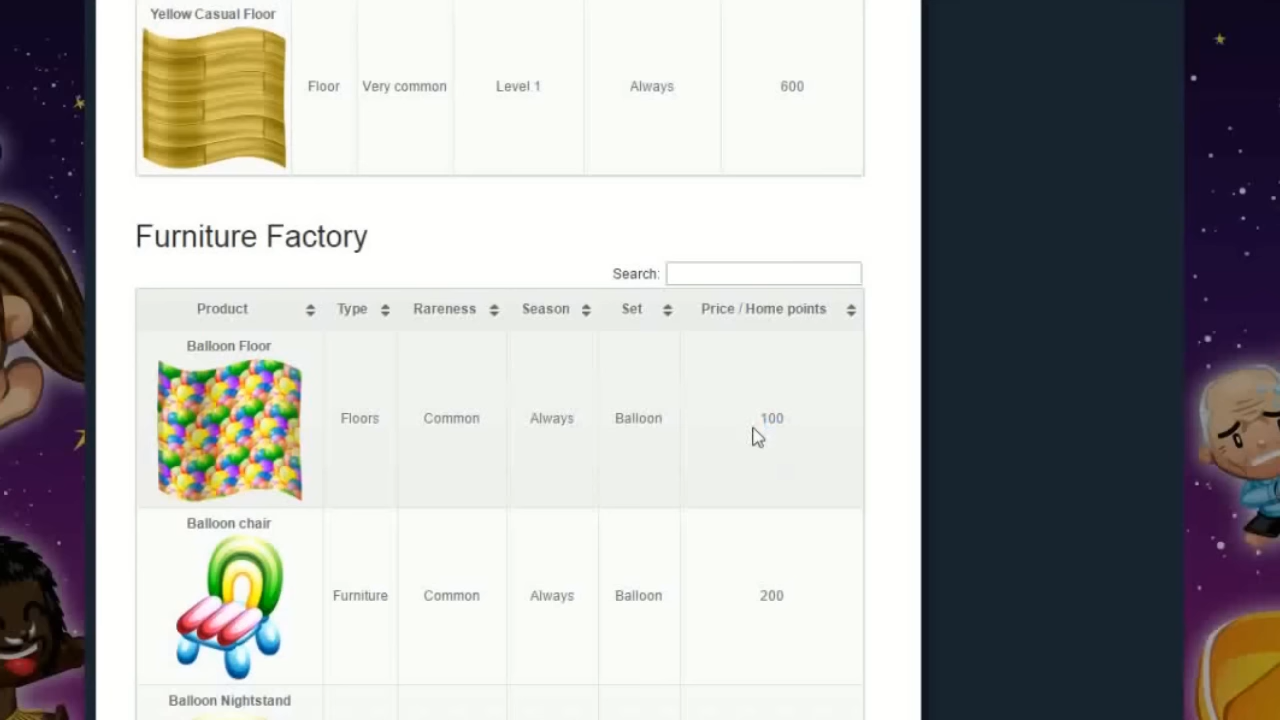 Yellow Casual Floor
Floor Very common Level 1 Always 600
Furniture Factory
Search:
Product Type Rareness Season Set Price / Home points
Balloon Floor
Floors Common Always Balloon 100
Balloon chair
Furniture Common Always Balloon 200
Balloon Nightstand